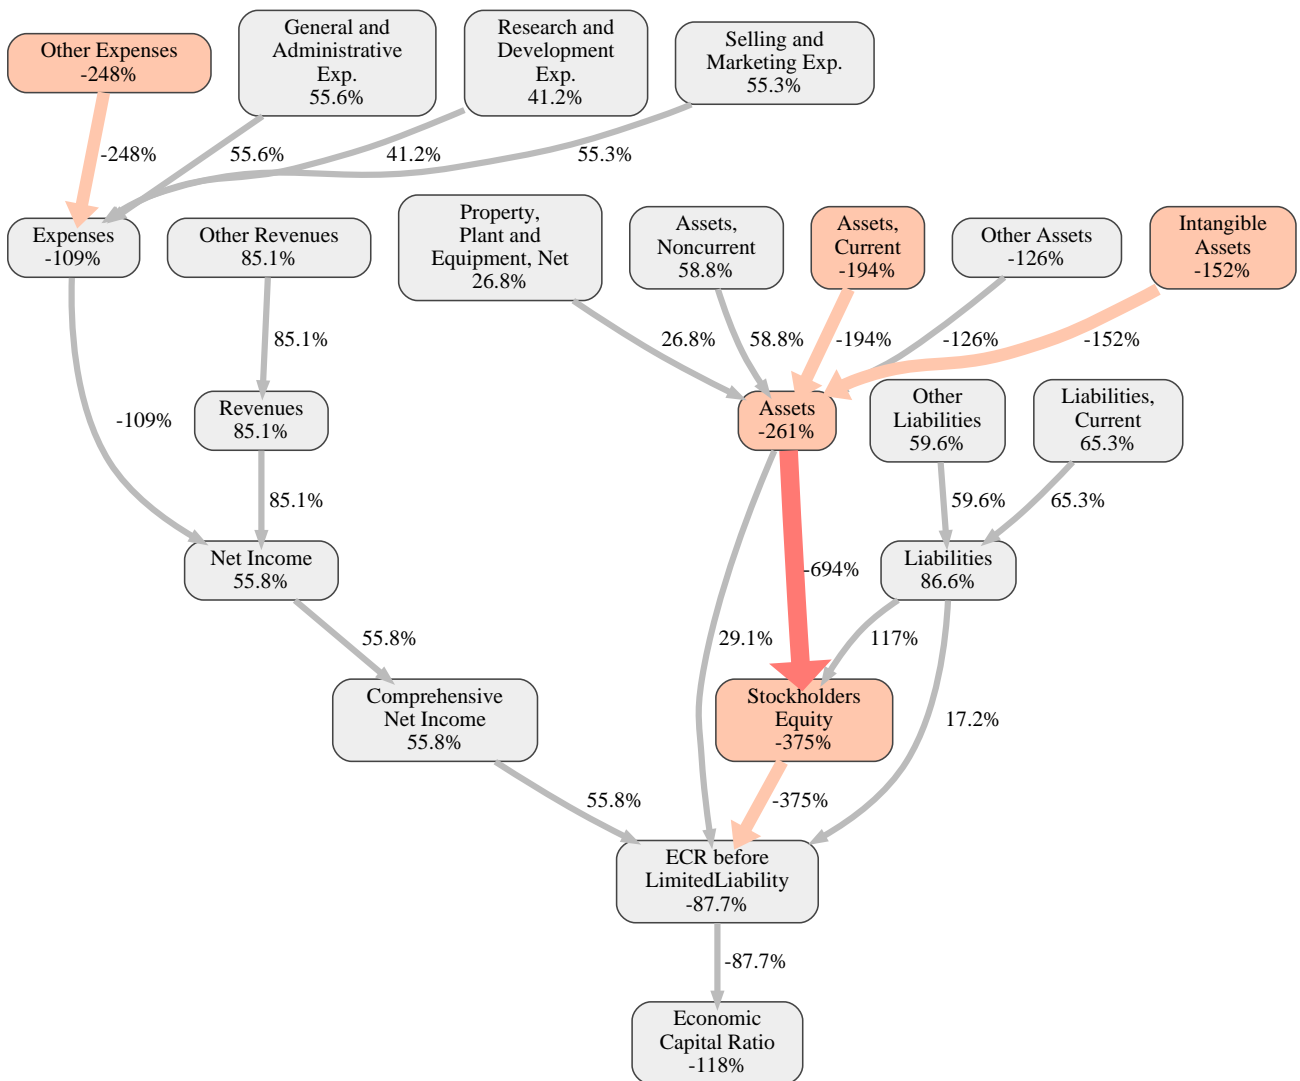 General and
Administrative
Exp.
55.6%
Research and
Development
Exp.
41.2%
Selling and
Marketing Exp.
55.3%
Other Expenses
-248%
-248%
55.6%
41.2%
55.3%
Expenses
-109%
Other Revenues
85.1%
Property,
Plant and
Equipment, Net
26.8%
Assets,
Noncurrent
58.8%
Assets,
Current
-194%
Other Assets
-126%
Intangible
Assets
-152%
85.1%
26.8%
58.8%
-194%
-126%
-152%
-109%
Revenues
85.1%
Assets
-261%
Other
Liabilities
59.6%
Liabilities,
Current
65.3%
85.1%
59.6%
65.3%
Net Income
55.8%
-694%
Liabilities
86.6%
55.8%
29.1%
117%
17.2%
Comprehensive
Net Income
55.8%
Stockholders
Equity
-375%
55.8%
-375%
ECR before
LimitedLiability
-87.7%
-87.7%
Economic
Capital Ratio
-118%